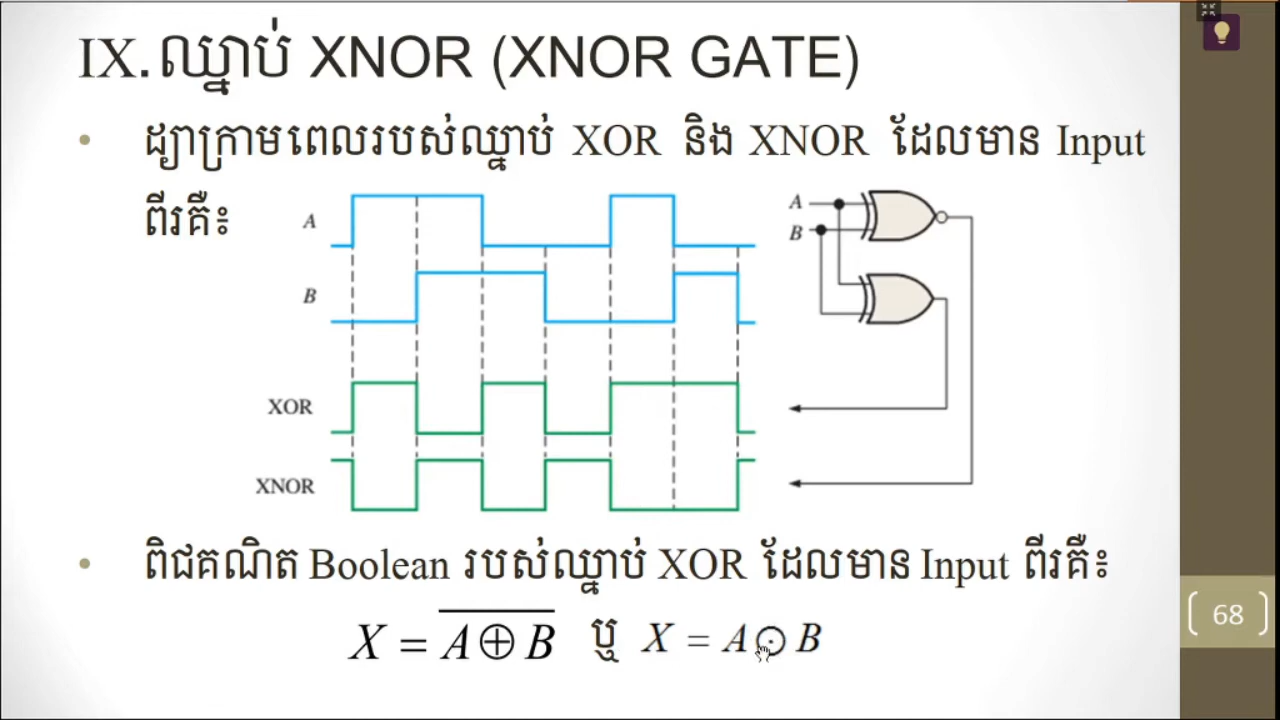 IX.ឈ្នាប់ XNOR (XNOR GATE)
• ដ្យាក្រាមពេលរបស់ឈ្នាប់ XOR និង XNOR ដែលមាន Input
ពីរគឺ៖
A
B
XOR
XNOR
A
B
• ពិជគណិត Boolean របស់ឈ្នាប់ XOR ដែលមាន Input ពីរគឺ៖
X = \overline{A ⊕ B} ឬ X = A ⊙ B
68